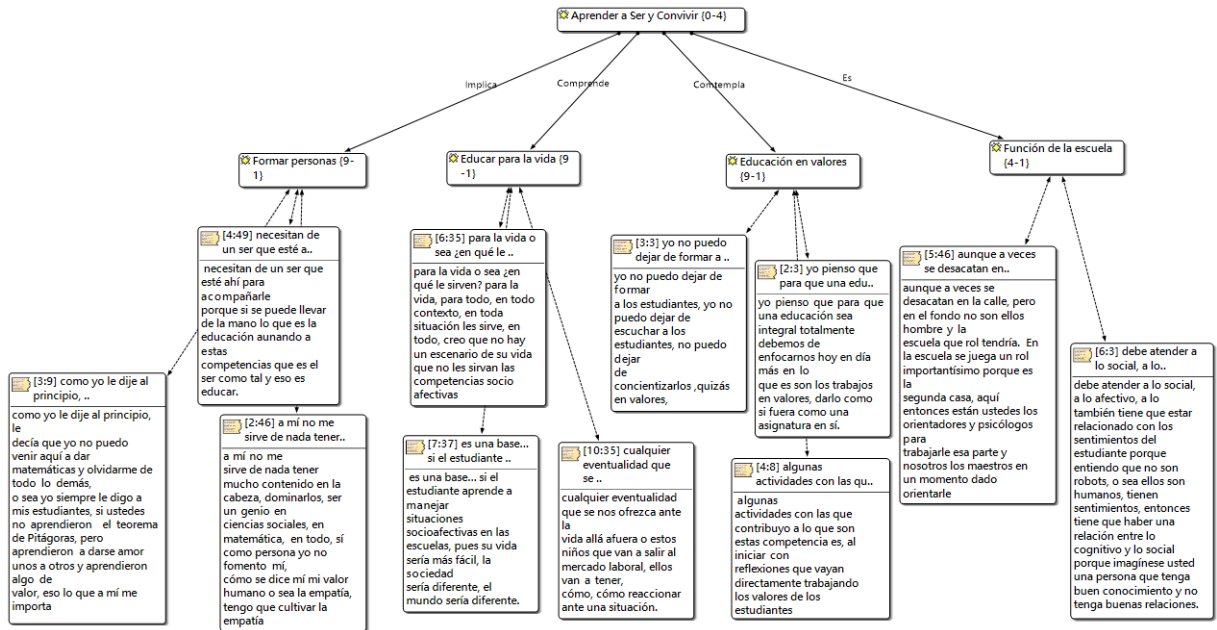 Aprender a Ser y Convivir {0-4}
Implica
Comprende
Comtempla
Es
Formar personas {9-
1}
Educar para la vida {9
-1}
Educación en valores
{9-1}
Función de la escuela
{4-1}
[4:49] necesitan de
un ser que esté a..
necesitan de un ser que
esté ahí para
acompañarle
porque si se puede llevar
de la mano lo que es la
educación aunando a
estas
competencias que es el
ser como tal y eso es
educar.
[6:35] para la vida o
sea ¿en qué le ..
para la vida o sea ¿en
qué le sirven? para la
vida, para todo, en todo
contexto, en toda
situación les sirve, en
todo, creo que no hay
un escenario de su vida
que no les sirvan las
competencias socio
afectivas
[3:3] yo no puedo
dejar de formar a ..
yo no puedo dejar de
formar
a los estudiantes, yo no
puedo dejar de
escuchar a los
estudiantes, no puedo
dejar
de
concientizarlos ,quizás
en valores,
[2:3] yo pienso que
para que una edu..
yo pienso que para que
una educación sea
integral totalmente
debemos de
enfocarnos hoy en día
más en lo
que es son los trabajos
en valores, darlo como
si fuera como una
asignatura en sí.
[5:46] aunque a veces
se desacatan en..
aunque a veces se
desacatan en la calle, pero
en el fondo no son ellos
hombre y la
escuela que rol tendría. En
la escuela se juega un rol
importantísimo porque es
la
segunda casa, aquí
entonces están ustedes los
orientadores y psicólogos
para
trabajarle esa parte y
nosotros los maestros en
un momento dado
orientarle
[6:3] debe atender a
lo social, a lo..
debe atender a lo social,
a lo afectivo, a lo
también tiene que estar
relacionado con los
sentimientos del
estudiante porque
entiendo que no son
robots, o sea ellos son
humanos, tienen
sentimientos, entonces
tiene que haber una
relación entre lo
cognitivo y lo social
porque imagínese usted
una persona que tenga
buen conocimiento y no
tenga buenas relaciones.
[3:9] como yo le dije al
principio, ..
como yo le dije al principio,
le
decía que yo no puedo
venir aquí a dar
matemáticas y olvidarme de
todo lo demás,
o sea yo siempre le digo a
mis estudiantes, si ustedes
no aprendieron el teorema
de Pitágoras, pero
aprendieron a darse amor
unos a otros y aprendieron
algo de
valor, eso lo que a mí me
importa
[2:46] a mí no me
sirve de nada tener..
a mí no me
sirve de nada tener
mucho contenido en la
cabeza, dominarlos, ser
un genio en
ciencias sociales, en
matemática, en todo, sí
como persona yo no
fomento mí,
cómo se dice mí mi valor
humano o sea la empatía,
tengo que cultivar la
empatía
[7:37] es una base...
si el estudiante ..
es una base... si el
estudiante aprende a
manejar
situaciones
socioafectivas en las
escuelas, pues su vida
sería más fácil, la
sociedad
sería diferente, el
mundo sería diferente.
[10:35] cualquier
eventualidad que
se ..
cualquier eventualidad
que se nos ofrezca ante
la
vida allá afuera o estos
niños que van a salir al
mercado laboral, ellos
van a tener,
cómo, cómo reaccionar
ante una situación.
[4:8] algunas
actividades con las qu..
algunas
actividades con las que
contribuyo a lo que son
estas competencia es, al
iniciar con
reflexiones que vayan
directamente trabajando
los valores de los
estudiantes